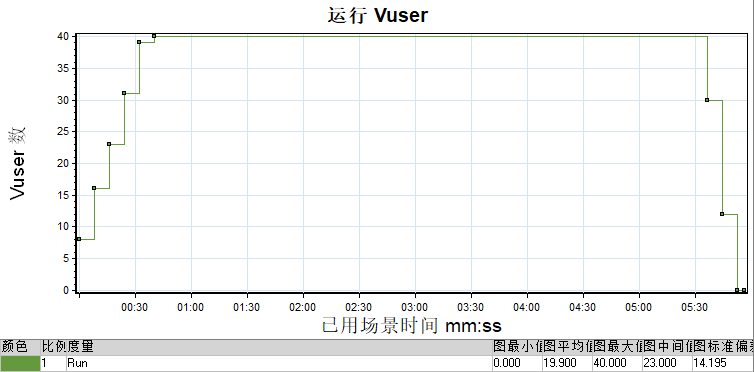 运行 Vuser
40
35
30
25
20
15
10
5
0
Vuser 数
00:30 01:00 01:30 02:00 02:30 03:00 03:30 04:00 04:30 05:00 05:30
已用场景时间 mm:ss
颜色 比例 度量 图最小值 图平均值 图最大值 图中间值 图标准偏差
1 Run 0.000 19.900 40.000 23.000 14.195